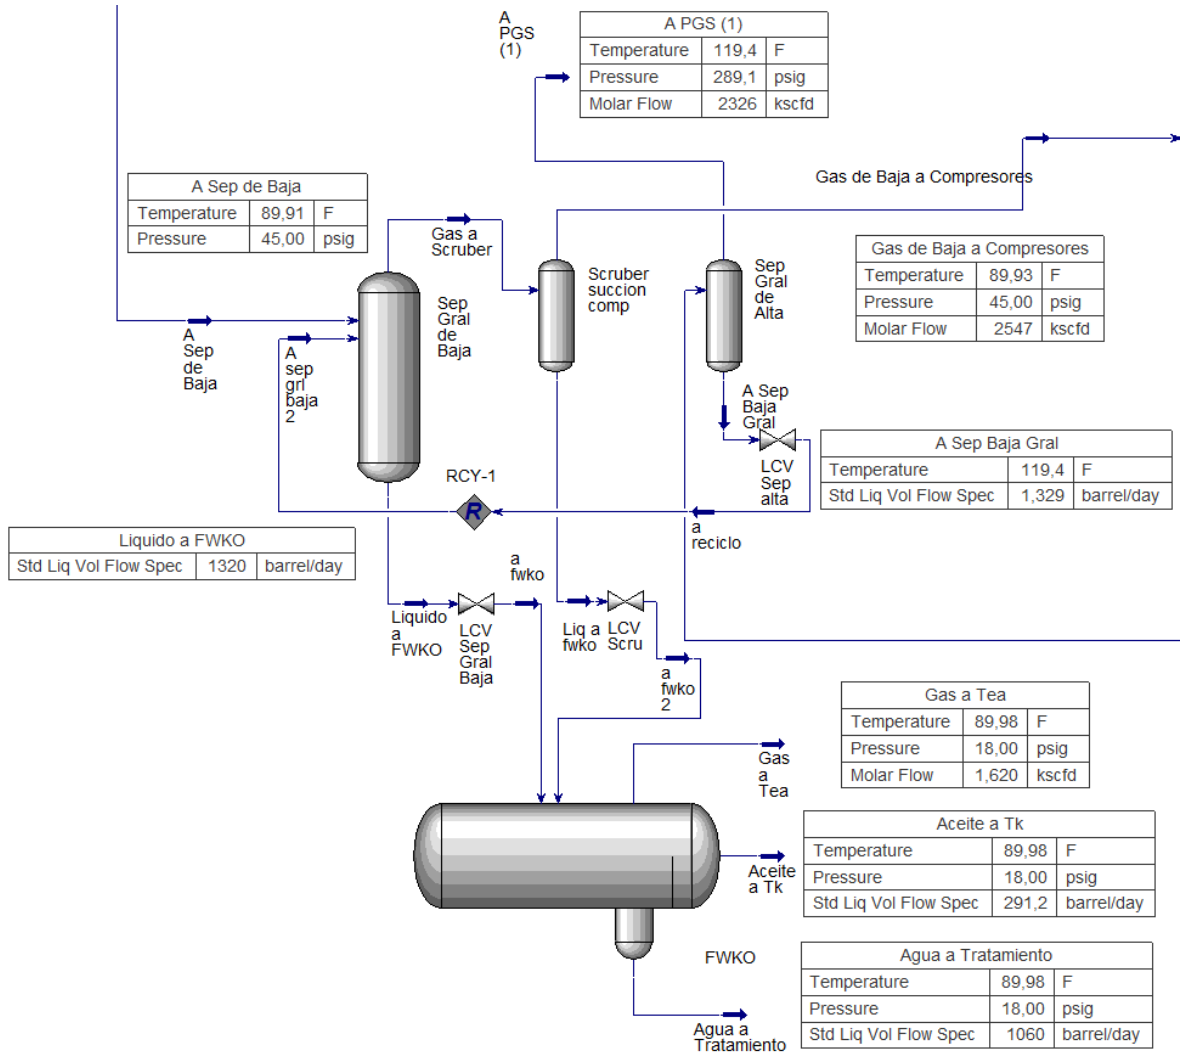 A
PGS
(1)
A PGS (1)
Temperature 119,4 F
Pressure 289,1 psig
Molar Flow 2326 kscfd
Gas de Baja a Compresores
A Sep de Baja
Temperature 89,91 F
Pressure 45,00 psig
Gas a
Scruber
Sep
Gral
de
Baja
Scruber
succion
comp
Sep
Gral
de
Alta
Gas de Baja a Compresores
Temperature 89,93 F
Pressure 45,00 psig
Molar Flow 2547 kscfd
A
Sep
de
Baja
A
sep
grl
baja
2
A Sep
Baja
Gral
LCV
Sep
alta
A Sep Baja Gral
Temperature 119,4 F
Std Liq Vol Flow Spec 1,329 barrel/day
RCY-1
R
a
reciclo
Liquido a FWKO
Std Liq Vol Flow Spec 1320 barrel/day
a
fwko
Liquido
a
FWKO
LCV
Sep
Gral
Baja
Liq a
fwko
LCV
Scru
a
fwko
2
Gas a Tea
Temperature 89,98 F
Pressure 18,00 psig
Molar Flow 1,620 kscfd
Gas
a
Tea
Aceite a Tk
Temperature 89,98 F
Pressure 18,00 psig
Std Liq Vol Flow Spec 291,2 barrel/day
Aceite
a Tk
FWKO
Agua a Tratamiento
Temperature 89,98 F
Pressure 18,00 psig
Std Liq Vol Flow Spec 1060 barrel/day
Agua a
Tratamiento